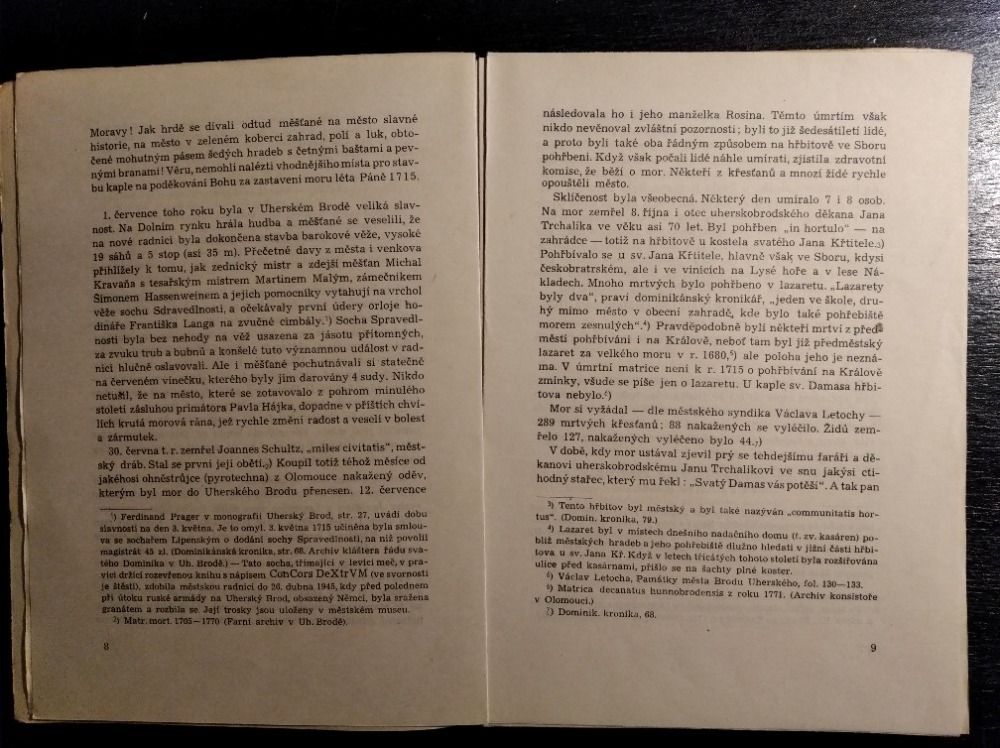 Moravy! Jak hrdě se dívali odtud měšťané na město slavné
historie, na město v zeleném koberci zahrad, polí a luk, obto-
čené mohutným pásem šedých hradeb s četnými baštami a pev-
nými branami! Věru, nemohli nalézti vhodnějšího místa pro stav-
bu kaple na poděkování Bohu za zastavení moru léta Páně 1715.
1. července toho roku byla v Uherském Brodě veliká slav-
nost. Na Dolním rynku hrála hudba a měšťané se veselili, že
na nové radnici byla dokončena stavba barokové věže, vysoké
19 sáhů a 5 stop (asi 35 m). Přečetné davy z města i venkova
přihlížely k tomu, jak zednický mistr a zdejší měšťan Michal
Kravaňa s tesařským mistrem Martinem Malým, zámečníkem
Šimonem Hassenweinem a jejich pomocníky vytahují na vrchol
věže sochu Sdravedlnosti, a očekávaly první údery orloje ho-
dináře Františka Langa na zvučné cimbály.¹) Socha Spravedl-
nosti byla bez nehody na věž usazena za jásotu přítomných,
za zvuku trub a bubnů a konšelé tuto významnou událost v rad-
nici hlučně oslavovali. Ale i měšťané pochutnávali si statečně
na červeném vínečku, kterého byly jim darovány 4 sudy. Nikdo
netušil, že na město, které se zotavovalo z pohrom minulého
století zásluhou primátora Pavla Hájka, dopadne v příštích chví-
lích krutá morová rána, jež rychle změní radost a veselí v bolest
a zármutek.
30. června t. r. zemřel Joannes Schultz, „miles civitatis", měst-
ský dráb. Stal se první její obětí.₂) Koupil totiž téhož měsíce od
jakéhosi ohněstrůjce (pyrotechna) z Olomouce nakažený oděv,
kterým byl mor do Uherského Brodu přenesen. 12. července
¹) Ferdinand Prager v monografii Uherský Brod, str. 27, uvádí dobu
slavnosti na den 3. května. Je to omyl. 3. května 1715 učiněna byla smlou-
va se sochařem Lipenským o dodání sochy Spravedlnosti, na niž povolil
magistrát 45 zl. (Dominikánská kronika, str. 68. Archiv kláštera řádu sva-
tého Dominika v Uh. Brodě.) — Tato socha, třímající v levici meč, v pra-
vici držíc rozevřenou knihu s nápisem ConCors DeXtrVM (ve svornosti
je štěstí), zdobila městskou radnici do 26. dubna 1945, kdy před polednem
při útoku ruské armády na Uherský Brod, obsazený Němci, byla sražena
granátem a rozbila se. Její trosky jsou uloženy v městském museu.
²) Matr. mort. 1705—1770 (Farní archiv v Uh. Brodě).
8
následovala ho i jeho manželka Rosina. Těmto úmrtím však
nikdo nevěnoval zvláštní pozornosti; byli to již šedesátiletí lidé,
a proto byli také oba řádným způsobem na hřbitově ve Sboru
pohřbeni. Když však počali lidé náhle umírati, zjistila zdravotní
komise, že běží o mor. Někteří z křesťanů a mnozí židé rychle
opouštěli město.
Sklíčenost byla všeobecná. Některý den umíralo 7 i 8 osob.
Na mor zemřel 8. října i otec uherskobrodského děkana Jana
Trchalíka ve věku asi 70 let. Byl pohřben „in hortulo" — na
zahrádce — totiž na hřbitově u kostela svatého Jana Křtitele.₃)
Pohřbívalo se u sv. Jana Křtitele, hlavně však ve Sboru, kdysi
českobratrském, ale i ve vinicích na Lysé hoře a v lese Ná-
kladech. Mnoho mrtvých bylo pohřbeno v lazaretu. „Lazarety
byly dva", praví dominikánský kronikář, „jeden ve škole, dru-
hý mimo město v obecní zahradě, kde bylo také pohřebiště
morem zesnulých".⁴) Pravděpodobně byli někteří mrtví z před-
městí pohřbíváni i na Králově, neboť tam byl již předměstský
lazaret za velkého moru v r. 1680,⁵) ale poloha jeho je nezná-
ma. V úmrtní matrice není k r. 1715 o pohřbívání na Králově
zmínky, všude se píše jen o lazaretu. U kaple sv. Damasa hřbi-
tova nebylo.⁶)
Mor si vyžádal — dle městského syndika Václava Letochy —
289 mrtvých křesťanů; 88 nakažených se vyléčilo. Židů zem-
řelo 127, nakažených vyléčeno bylo 44.₇)
V době, kdy mor ustával zjevil prý se tehdejšímu faráři a dě-
kanovi uherskobrodskému Janu Trchalíkovi ve snu jakýsi cti-
hodný stařec, který mu řekl: „Svatý Damas vás potěší". A tak pan
³) Tento hřbitov byl městský a byl také nazýván „communitatis hor-
tus". (Domin. kronika, 79.)
⁴) Lazaret byl v místech dnešního nadačního domu (t. zv. kasáren) po-
blíž městských hradeb a jeho pohřebiště dlužno hledati v jižní části hřbi-
tova u sv. Jana Kř. Když v letech třicátých tohoto století byla rozšiřována
ulice před kasárnami, přišlo se na šachty plné koster.
⁵) Václav Letocha, Památky města Brodu Uherského, fol. 130—133.
⁶) Matrica decanatus hunnobrodensis z roku 1771. (Archiv konsistoře
v Olomouci.)
⁷) Dominik. kronika, 68.
9